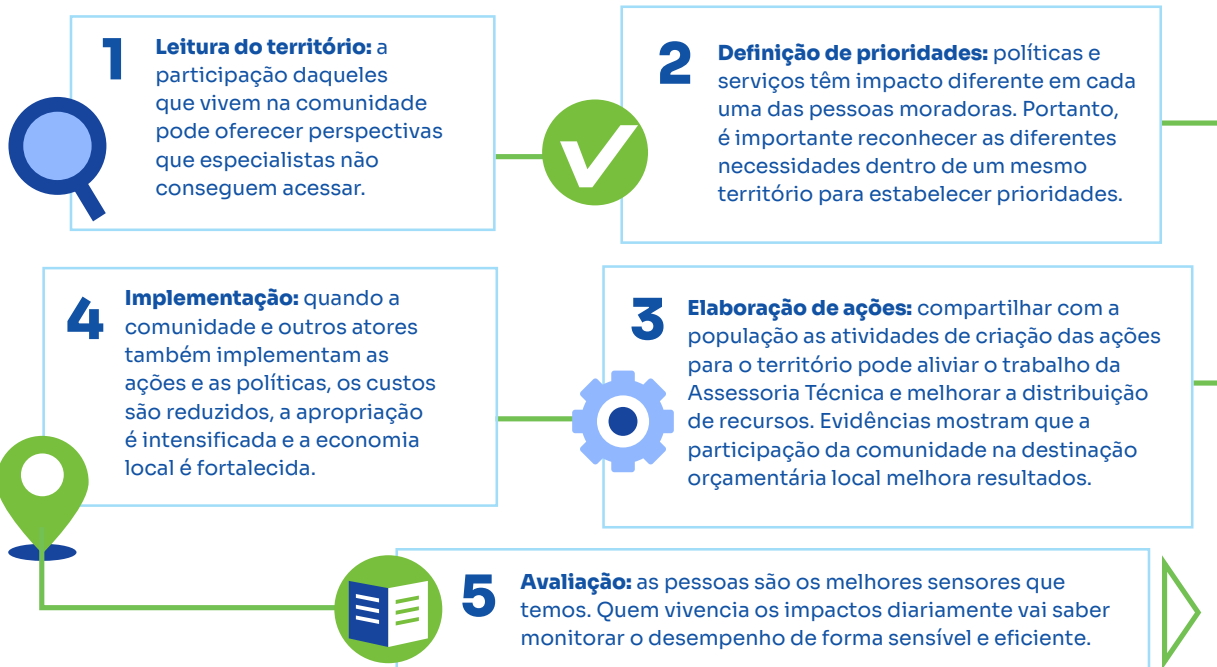 1
Leitura do território: a
participação daqueles
que vivem na comunidade
pode oferecer perspectivas
que especialistas não
conseguem acessar.
2
Definição de prioridades: políticas e
serviços têm impacto diferente em cada
uma das pessoas moradoras. Portanto,
é importante reconhecer as diferentes
necessidades dentro de um mesmo
território para estabelecer prioridades.
3
Elaboração de ações: compartilhar com a
população as atividades de criação das ações
para o território pode aliviar o trabalho da
Assessoria Técnica e melhorar a distribuição
de recursos. Evidências mostram que a
participação da comunidade na destinação
orçamentária local melhora resultados.
4
Implementação: quando a
comunidade e outros atores
também implementam as
ações e as políticas, os custos
são reduzidos, a apropriação
é intensificada e a economia
local é fortalecida.
5
Avaliação: as pessoas são os melhores sensores que
temos. Quem vivencia os impactos diariamente vai saber
monitorar o desempenho de forma sensível e eficiente.